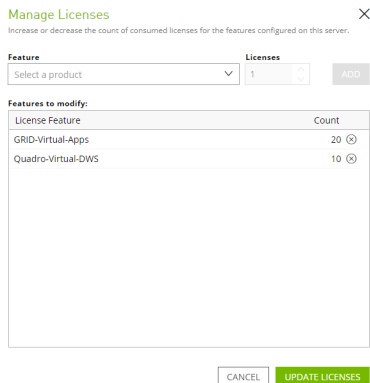 Manage Licenses
Increase or decrease the count of consumed licenses for the features configured on this server.
Feature Licenses
Select a product 1 ADD
Features to modify:
License Feature Count
GRID-Virtual-Apps 20
Quadro-Virtual-DWS 10
CANCEL UPDATE LICENSES